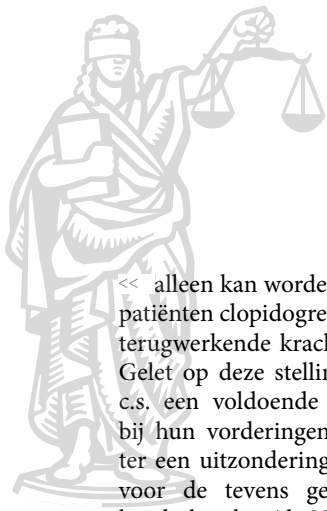 << alleen kan worde
patiënten clopidogre
terugwerkende krach
Gelet op deze stellin
c.s. een voldoende
bij hun vorderingen
ter een uitzondering
voor de tevens ge